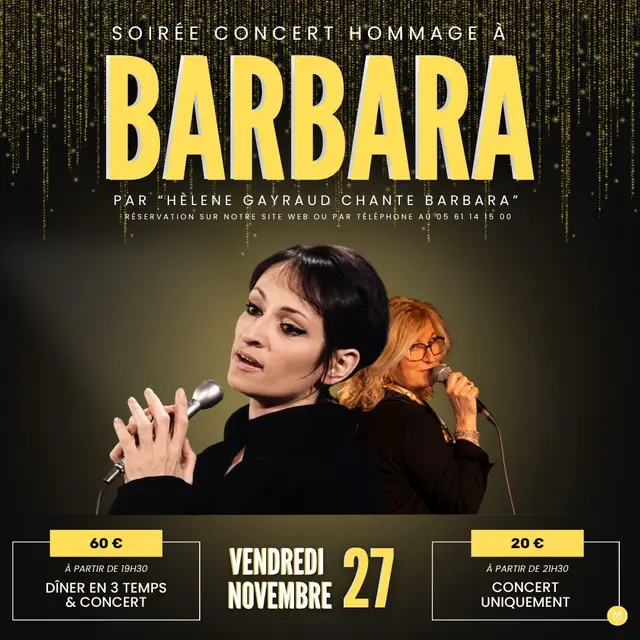 SOIRÉE CONCERT HOMMAGE À
BARBARA
PAR “HÈLENE GAYRAUD CHANTE BARBARA”
RÉSERVATION SUR NOTRE SITE WEB OU PAR TÉLÉPHONE AU 05 61 14 15 00
60 €
À PARTIR DE 19H30
DÎNER EN 3 TEMPS
& CONCERT
VENDREDI
NOVEMBRE
27
20 €
À PARTIR DE 21H30
CONCERT
UNIQUEMENT